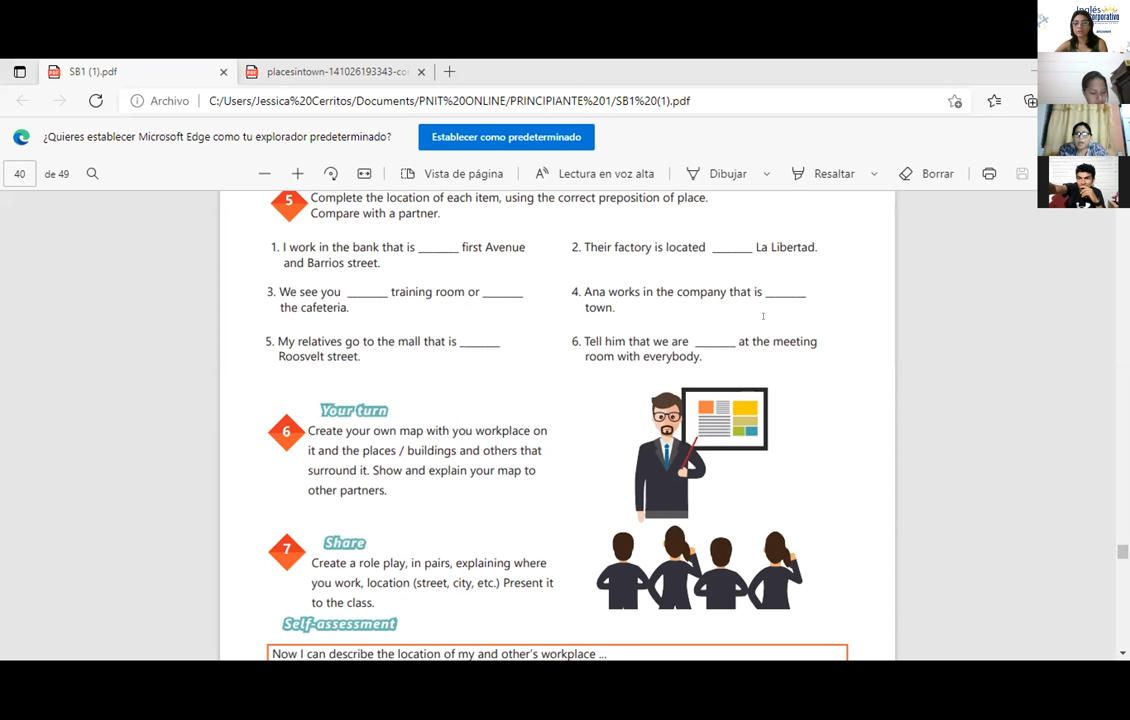 Inglés
SB1 (1).pdf
placesintown-141026193343-co
Archivo
C:/Users/Jessica%20Cerritos/Documents/PNIT%20ONLINE/PRINCIPIANTE%201/SB1%20(1).pdf
¿Quieres establecer Microsoft Edge como tu explorador predeterminado?
Establecer como predeterminado
40 de 49
Vista de página
Lectura en voz alta
Dibujar
Resaltar
Borrar
5 Complete the location of each item, using the correct preposition of place.
Compare with a partner.
1. I work in the bank that is ______ first Avenue
and Barrios street.
2. Their factory is located ______ La Libertad.
3. We see you ______ training room or ______
the cafeteria.
4. Ana works in the company that is ______
town.
5. My relatives go to the mall that is ______
Roosvelt street.
6. Tell him that we are ______ at the meeting
room with everybody.
6 Your turn
Create your own map with you workplace on
it and the places / buildings and others that
surround it. Show and explain your map to
other partners.
7 Share
Create a role play, in pairs, explaining where
you work, location (street, city, etc.) Present it
to the class.
Self-assessment
Now I can describe the location of my and other's workplace ...